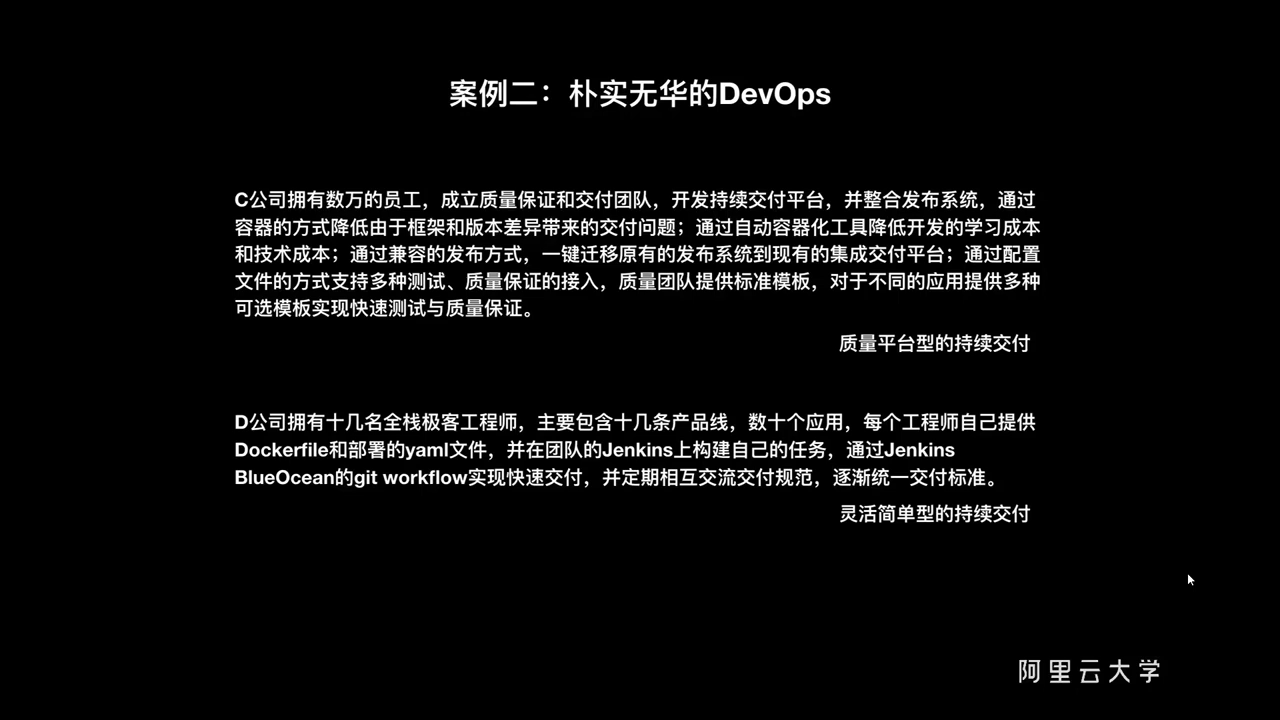 案例二：朴实无华的DevOps
C公司拥有数万的员工，成立质量保证和交付团队，开发持续交付平台，并整合发布系统，通过
容器的方式降低由于框架和版本差异带来的交付问题；通过自动容器化工具降低开发的学习成本
和技术成本；通过兼容的发布方式，一键迁移原有的发布系统到现有的集成交付平台；通过配置
文件的方式支持多种测试、质量保证的接入，质量团队提供标准模板，对于不同的应用提供多种
可选模板实现快速测试与质量保证。
质量平台型的持续交付
D公司拥有十几名全栈极客工程师，主要包含十几条产品线，数十个应用，每个工程师自己提供
Dockerfile和部署的yaml文件，并在团队的Jenkins上构建自己的任务，通过Jenkins
BlueOcean的git workflow实现快速交付，并定期相互交流交付规范，逐渐统一交付标准。
灵活简单型的持续交付
阿里云大学